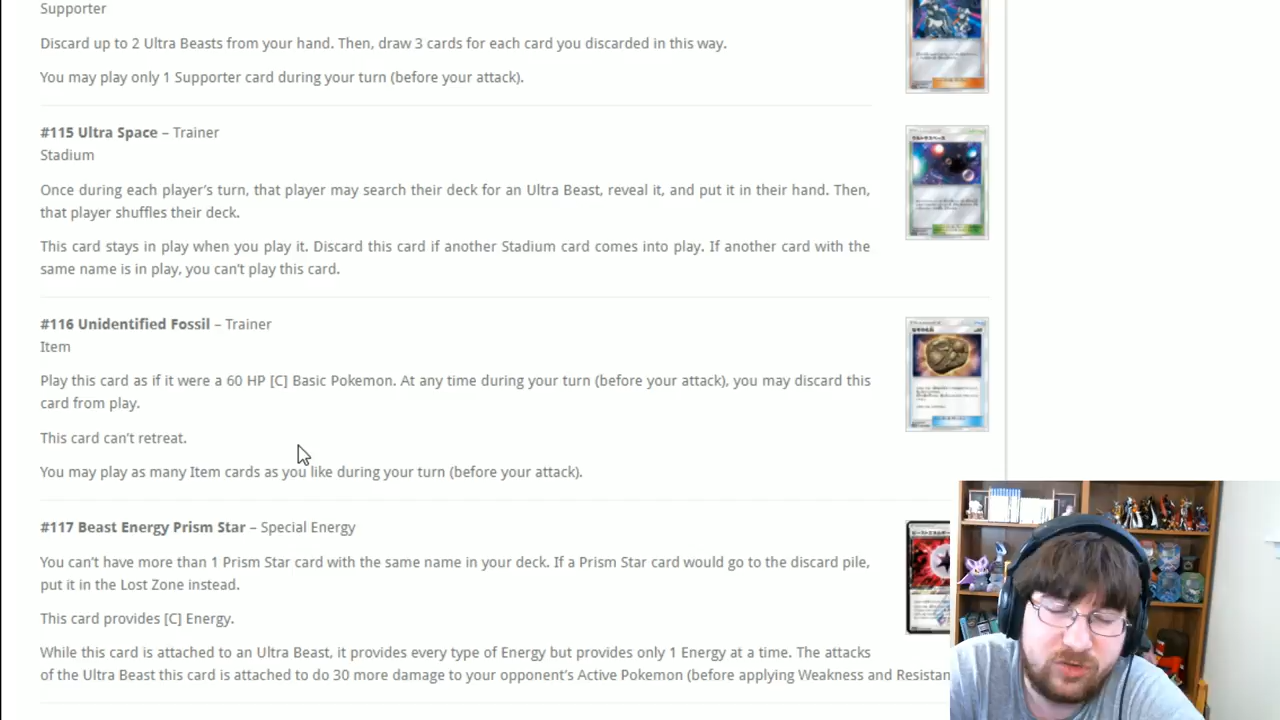 Supporter
Discard up to 2 Ultra Beasts from your hand. Then, draw 3 cards for each card you discarded in this way.
You may play only 1 Supporter card during your turn (before your attack).
#115 Ultra Space – Trainer
Stadium
Once during each player's turn, that player may search their deck for an Ultra Beast, reveal it, and put it in their hand. Then,
that player shuffles their deck.
This card stays in play when you play it. Discard this card if another Stadium card comes into play. If another card with the
same name is in play, you can't play this card.
#116 Unidentified Fossil – Trainer
Item
Play this card as if it were a 60 HP [C] Basic Pokemon. At any time during your turn (before your attack), you may discard this
card from play.
This card can't retreat.
You may play as many Item cards as you like during your turn (before your attack).
#117 Beast Energy Prism Star – Special Energy
You can't have more than 1 Prism Star card with the same name in your deck. If a Prism Star card would go to the discard pile,
put it in the Lost Zone instead.
This card provides [C] Energy.
While this card is attached to an Ultra Beast, it provides every type of Energy but provides only 1 Energy at a time. The attacks
of the Ultra Beast this card is attached to do 30 more damage to your opponent's Active Pokemon (before applying Weakness and Resistan